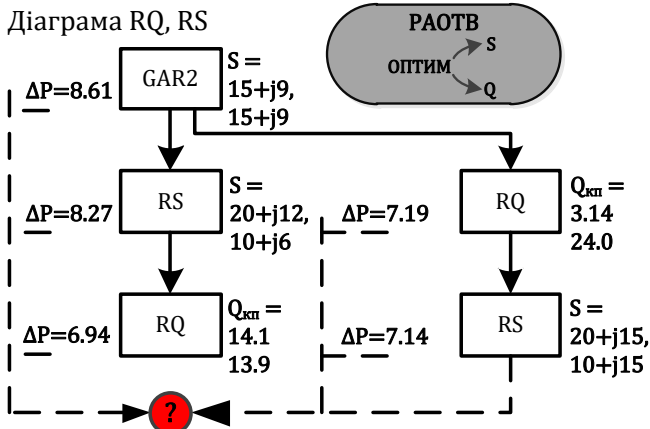 Діаграма RQ, RS
РАОТВ
ОПТИМ
S
Q
GAR2
S =
15+j9,
15+j9
ΔP=8.61
RS
S =
20+j12,
10+j6
ΔP=8.27
ΔP=7.19
RQ
Qкп =
3.14
24.0
RQ
Qкп =
14.1
13.9
ΔP=6.94
ΔP=7.14
RS
S =
20+j15,
10+j15
?